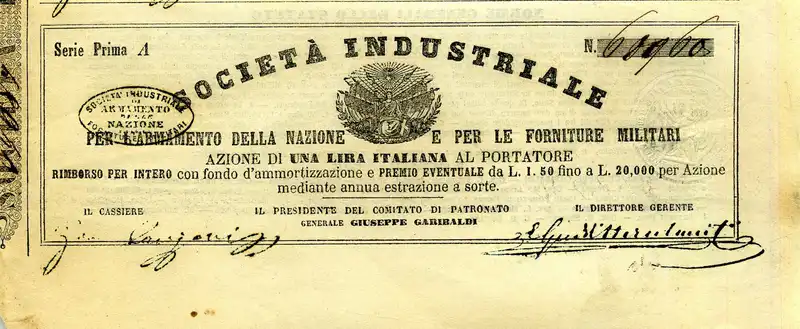 Serie Prima A
N. 60960
SOCIETÀ INDUSTRIALE
SOCIETA' INDUSTRIALE
DI
ARMAMENTO
DELLA
NAZIONE
PER L'ARMAMENTO DELLA NAZIONE E PER LE FORNITURE MILITARI
AZIONE DI UNA LIRA ITALIANA AL PORTATORE
RIMBORSO PER INTERO con fondo d'ammortizzazione e PREMIO EVENTUALE da L. 1. 50 fino a L. 20,000 per Azione
mediante annua estrazione a sorte.
IL CASSIERE IL PRESIDENTE DEL COMITATO DI PATRONATO IL DIRETTORE GERENTE
GENERALE GIUSEPPE GARIBALDI